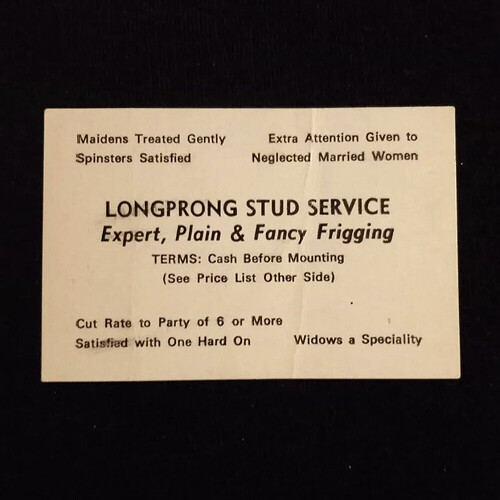 Maidens Treated Gently
Spinsters Satisfied
Extra Attention Given to
Neglected Married Women
LONGPRONG STUD SERVICE
Expert, Plain & Fancy Frigging
TERMS: Cash Before Mounting
(See Price List Other Side)
Cut Rate to Party of 6 or More
Satisfied with One Hard On
Widows a Speciality